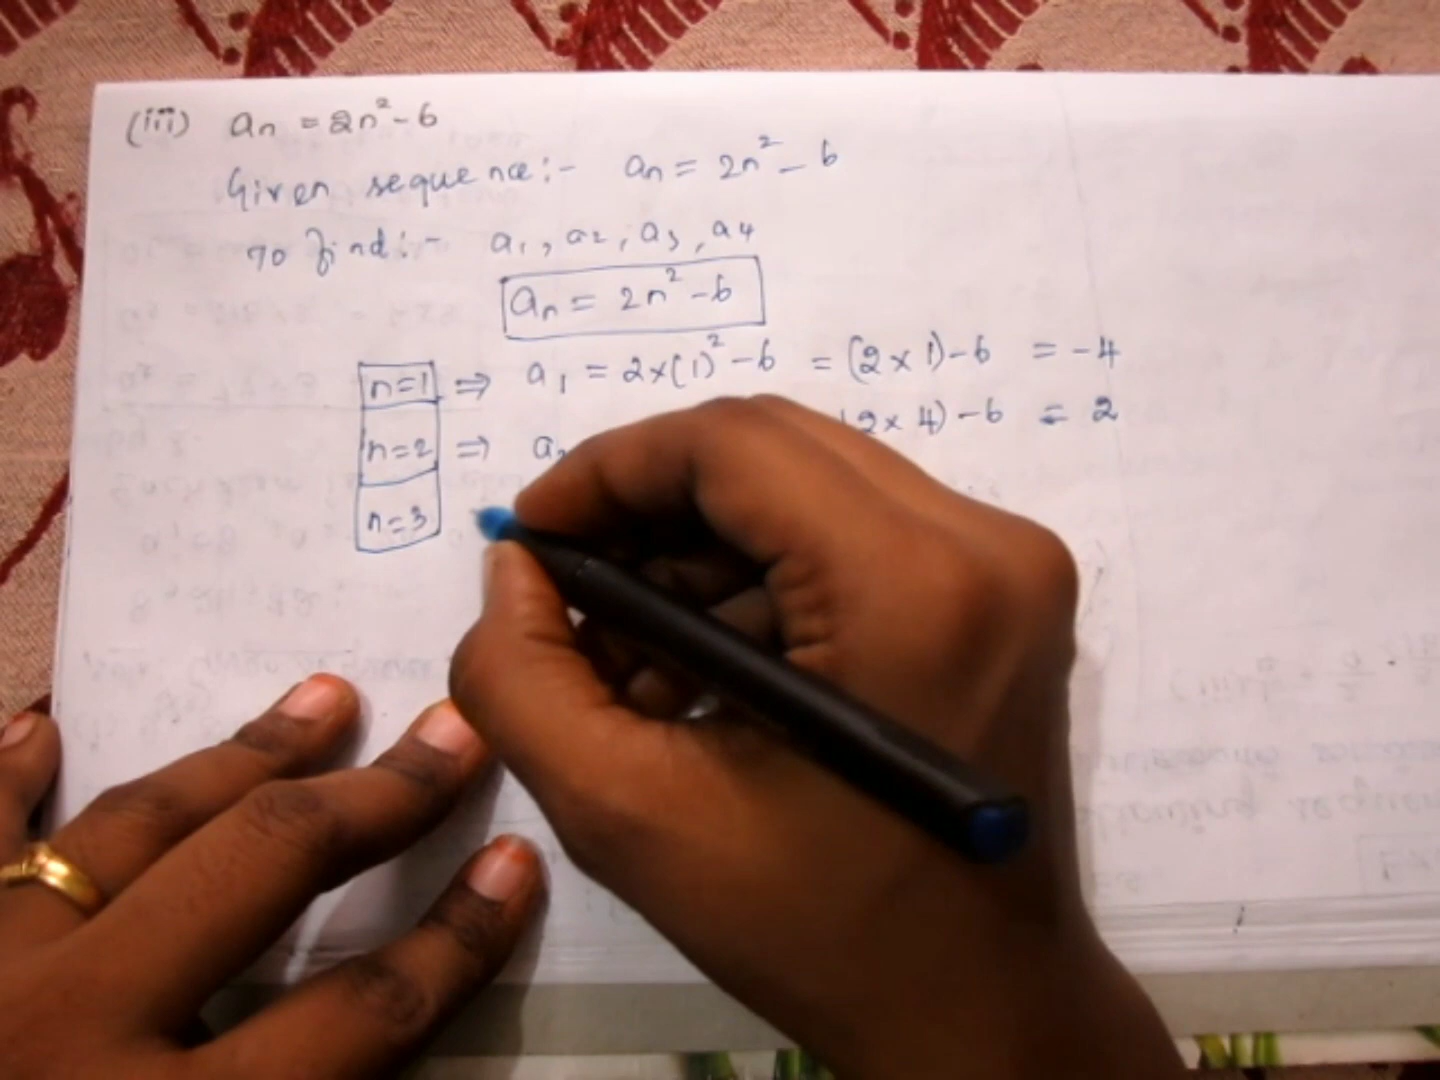 (iii) an = 2n² - 6
Given sequence:- an = 2n² - 6
To find:- a1, a2, a3, a4
an = 2n² - 6
n=1 ⇒ a1 = 2×(1)² - 6 = (2 × 1) - 6 = -4
n=2 ⇒ a2 2 × 4) - 6 = 2
n=3